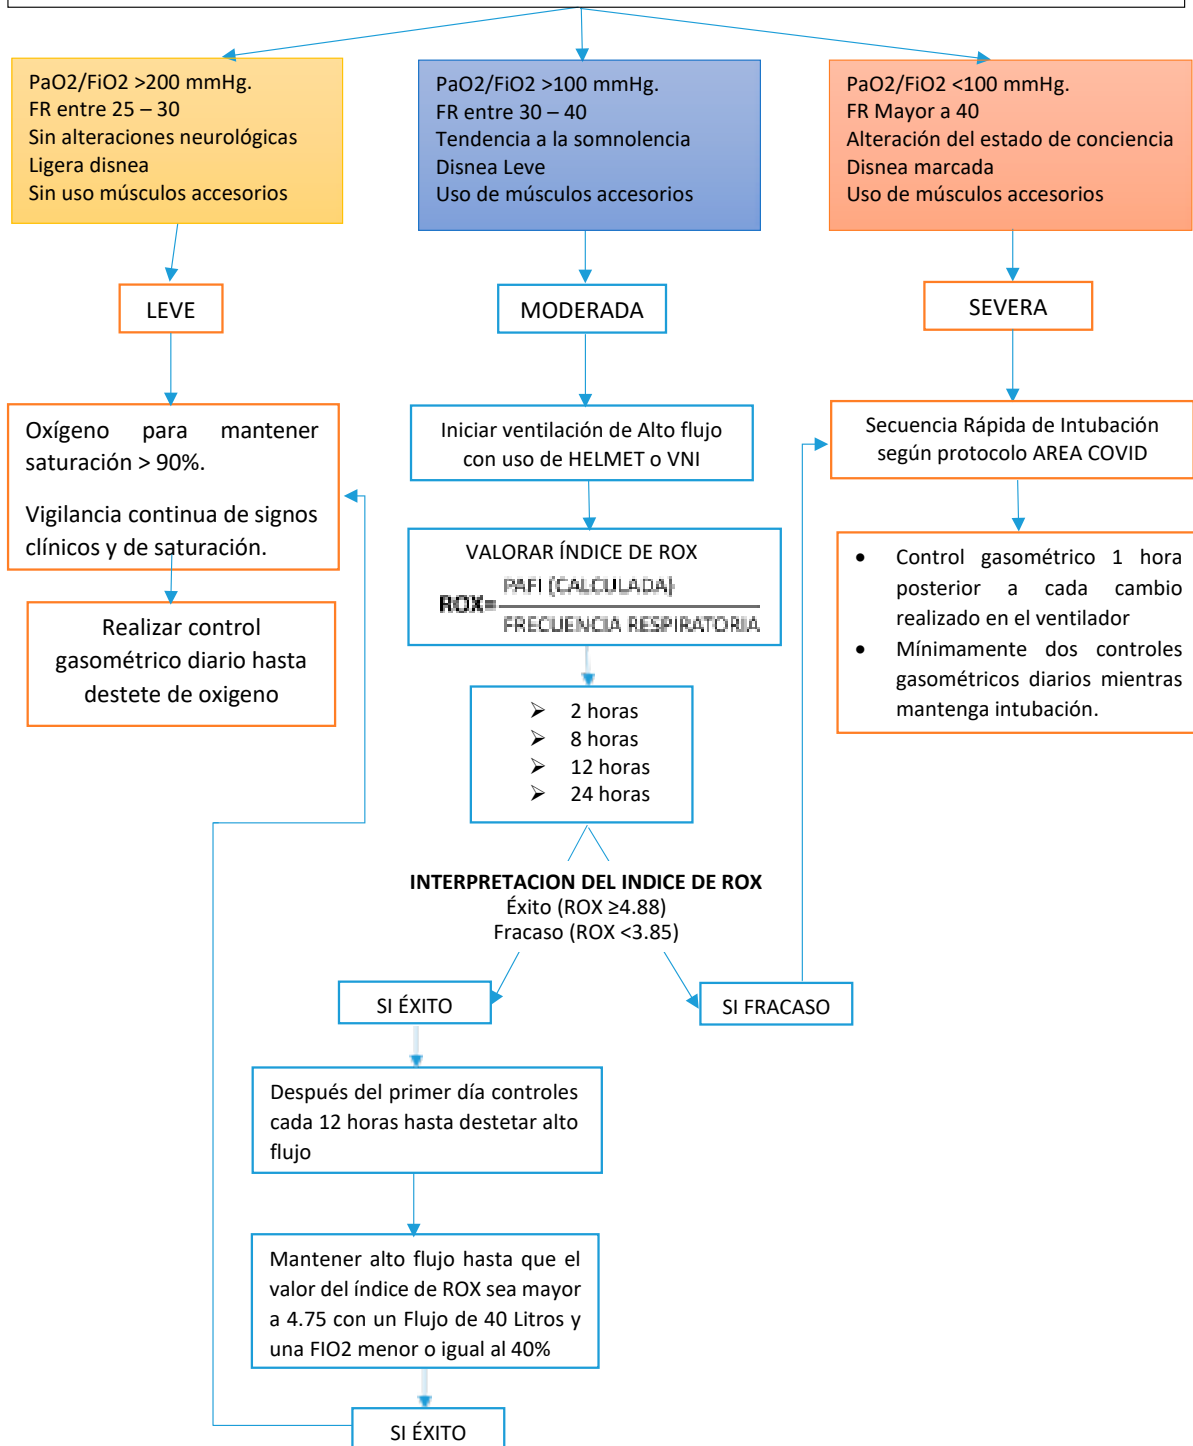 PaO2/FiO2 >200 mmHg.
FR entre 25 – 30
Sin alteraciones neurológicas
Ligera disnea
Sin uso músculos accesorios
PaO2/FiO2 >100 mmHg.
FR entre 30 – 40
Tendencia a la somnolencia
Disnea Leve
Uso de músculos accesorios
PaO2/FiO2 <100 mmHg.
FR Mayor a 40
Alteración del estado de conciencia
Disnea marcada
Uso de músculos accesorios
LEVE
MODERADA
SEVERA
Oxígeno para mantener
saturación > 90%.
Vigilancia continua de signos
clínicos y de saturación.
Realizar control
gasométrico diario hasta
destete de oxigeno
Iniciar ventilación de Alto flujo
con uso de HELMET o VNI
VALORAR ÍNDICE DE ROX
PAFI (CALCULADA)
ROX=
FRECUENCIA RESPIRATORIA
➢ 2 horas
➢ 8 horas
➢ 12 horas
➢ 24 horas
INTERPRETACION DEL INDICE DE ROX
Éxito (ROX ≥4.88)
Fracaso (ROX <3.85)
Secuencia Rápida de Intubación
según protocolo AREA COVID
• Control gasométrico 1 hora
posterior a cada cambio
realizado en el ventilador
• Mínimamente dos controles
gasométricos diarios mientras
mantenga intubación.
SI ÉXITO
SI FRACASO
Después del primer día controles
cada 12 horas hasta destetar alto
flujo
Mantener alto flujo hasta que el
valor del índice de ROX sea mayor
a 4.75 con un Flujo de 40 Litros y
una FIO2 menor o igual al 40%
SI ÉXITO